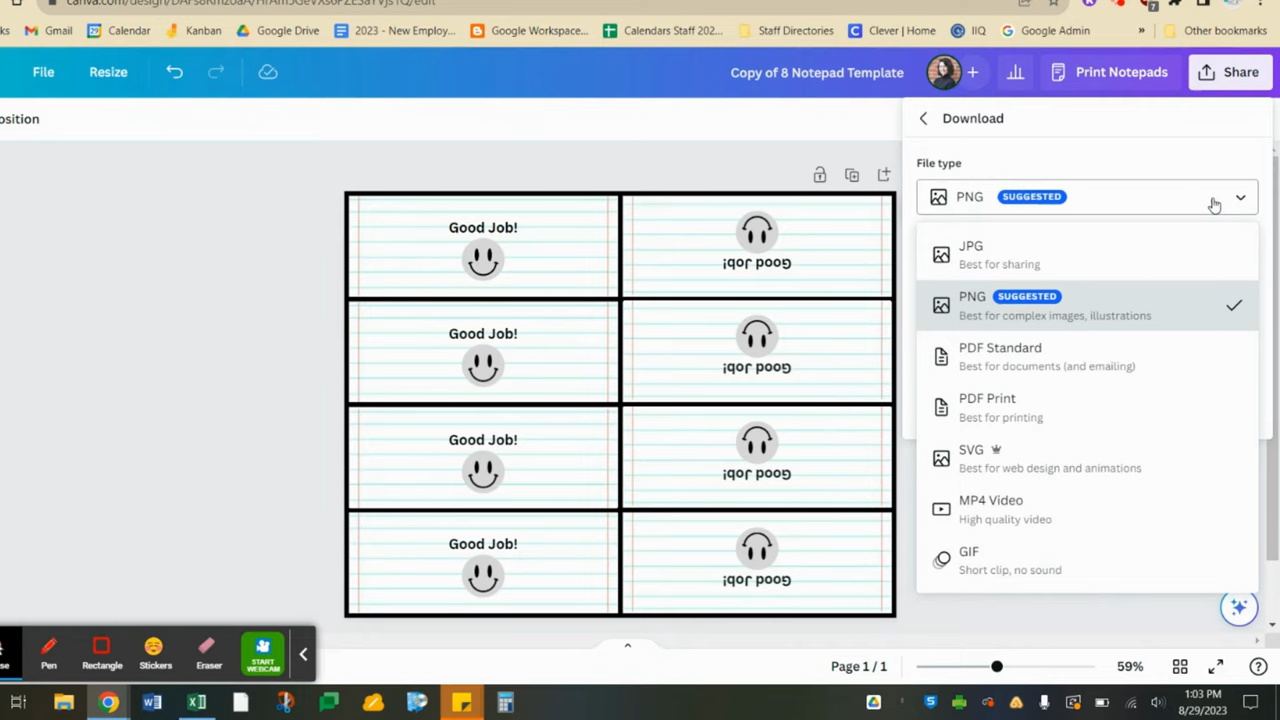 canva.com/design/
Gmail
Calendar
Kanban
Google Drive
2023 - New Employ...
Google Workspace...
Calendars Staff 202...
Staff Directories
Clever | Home
IIQ
Google Admin
»
Other bookmarks
File
Resize
Copy of 8 Notepad Template
+
Print Notepads
Share
osition
Download
File type
PNG SUGGESTED
JPG
Best for sharing
PNG SUGGESTED
Best for complex images, illustrations
PDF Standard
Best for documents (and emailing)
PDF Print
Best for printing
SVG
Best for web design and animations
MP4 Video
High quality video
GIF
Short clip, no sound
Good Job!
Good Job!
Good Job!
Good Job!
Good Job!
Good Job!
Good Job!
Good Job!
Pen
Rectangle
Stickers
Eraser
START
WEBCAM
Page 1 / 1
59%
1:03 PM
8/29/2023